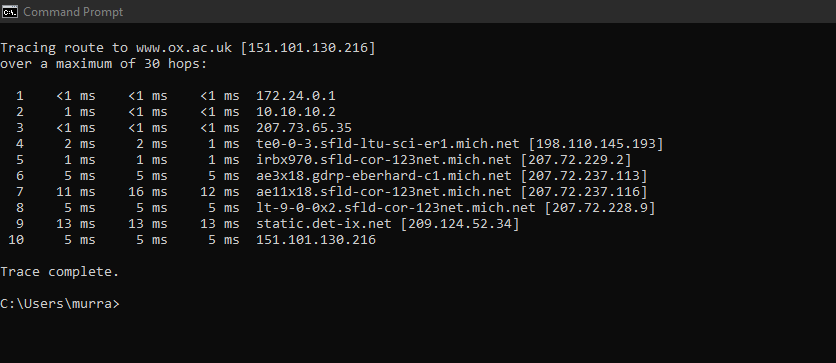 Command Prompt
Tracing route to www.ox.ac.uk [151.101.130.216]
over a maximum of 30 hops:
1 <1 ms <1 ms <1 ms 172.24.0.1
2 1 ms <1 ms <1 ms 10.10.10.2
3 <1 ms <1 ms <1 ms 207.73.65.35
4 2 ms 2 ms 1 ms te0-0-3.sfld-ltu-sci-er1.mich.net [198.110.145.193]
5 1 ms 1 ms 1 ms irbx970.sfld-cor-123net.mich.net [207.72.229.2]
6 5 ms 5 ms 5 ms ae3x18.gdrp-eberhard-c1.mich.net [207.72.237.113]
7 11 ms 16 ms 12 ms ae11x18.sfld-cor-123net.mich.net [207.72.237.116]
8 5 ms 5 ms 5 ms lt-9-0-0x2.sfld-cor-123net.mich.net [207.72.228.9]
9 13 ms 13 ms 13 ms static.det-ix.net [209.124.52.34]
10 5 ms 5 ms 5 ms 151.101.130.216
Trace complete.
C:\Users\murra>